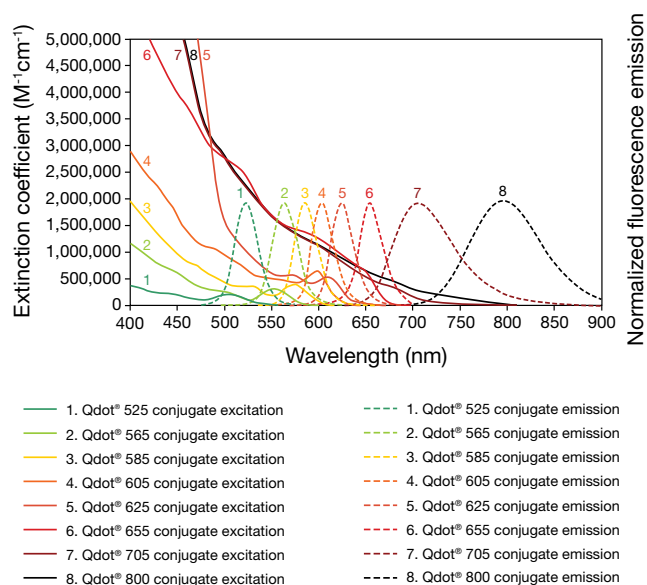 Extinction coefficient (M-1cm-1)
5,000,000
4,500,000
4,000,000
3,500,000
3,000,000
2,500,000
2,000,000
1,500,000
1,000,000
500,000
0
6
7
8
5
4
3
2
1
1
2
3
4
5
6
7
8
400
450
500
550
600
650
700
750
800
850
900
Wavelength (nm)
Normalized fluorescence emission
1. Qdot® 525 conjugate excitation
2. Qdot® 565 conjugate excitation
3. Qdot® 585 conjugate excitation
4. Qdot® 605 conjugate excitation
5. Qdot® 625 conjugate excitation
6. Qdot® 655 conjugate excitation
7. Qdot® 705 conjugate excitation
8. Qdot® 800 conjugate excitation
1. Qdot® 525 conjugate emission
2. Qdot® 565 conjugate emission
3. Qdot® 585 conjugate emission
4. Qdot® 605 conjugate emission
5. Qdot® 625 conjugate emission
6. Qdot® 655 conjugate emission
7. Qdot® 705 conjugate emission
8. Qdot® 800 conjugate emission